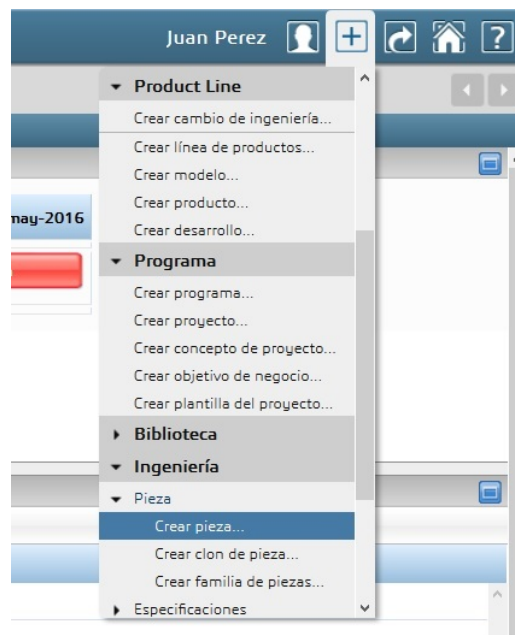 Juan Perez
Product Line
Crear cambio de ingeniería...
Crear línea de productos...
Crear modelo...
may-2016
Crear producto...
Crear desarrollo...
Programa
Crear programa...
Crear proyecto...
Crear concepto de proyecto...
Crear objetivo de negocio...
Crear plantilla del proyecto...
Biblioteca
Ingeniería
Pieza
Crear pieza...
Crear clon de pieza...
Crear familia de piezas...
Especificaciones